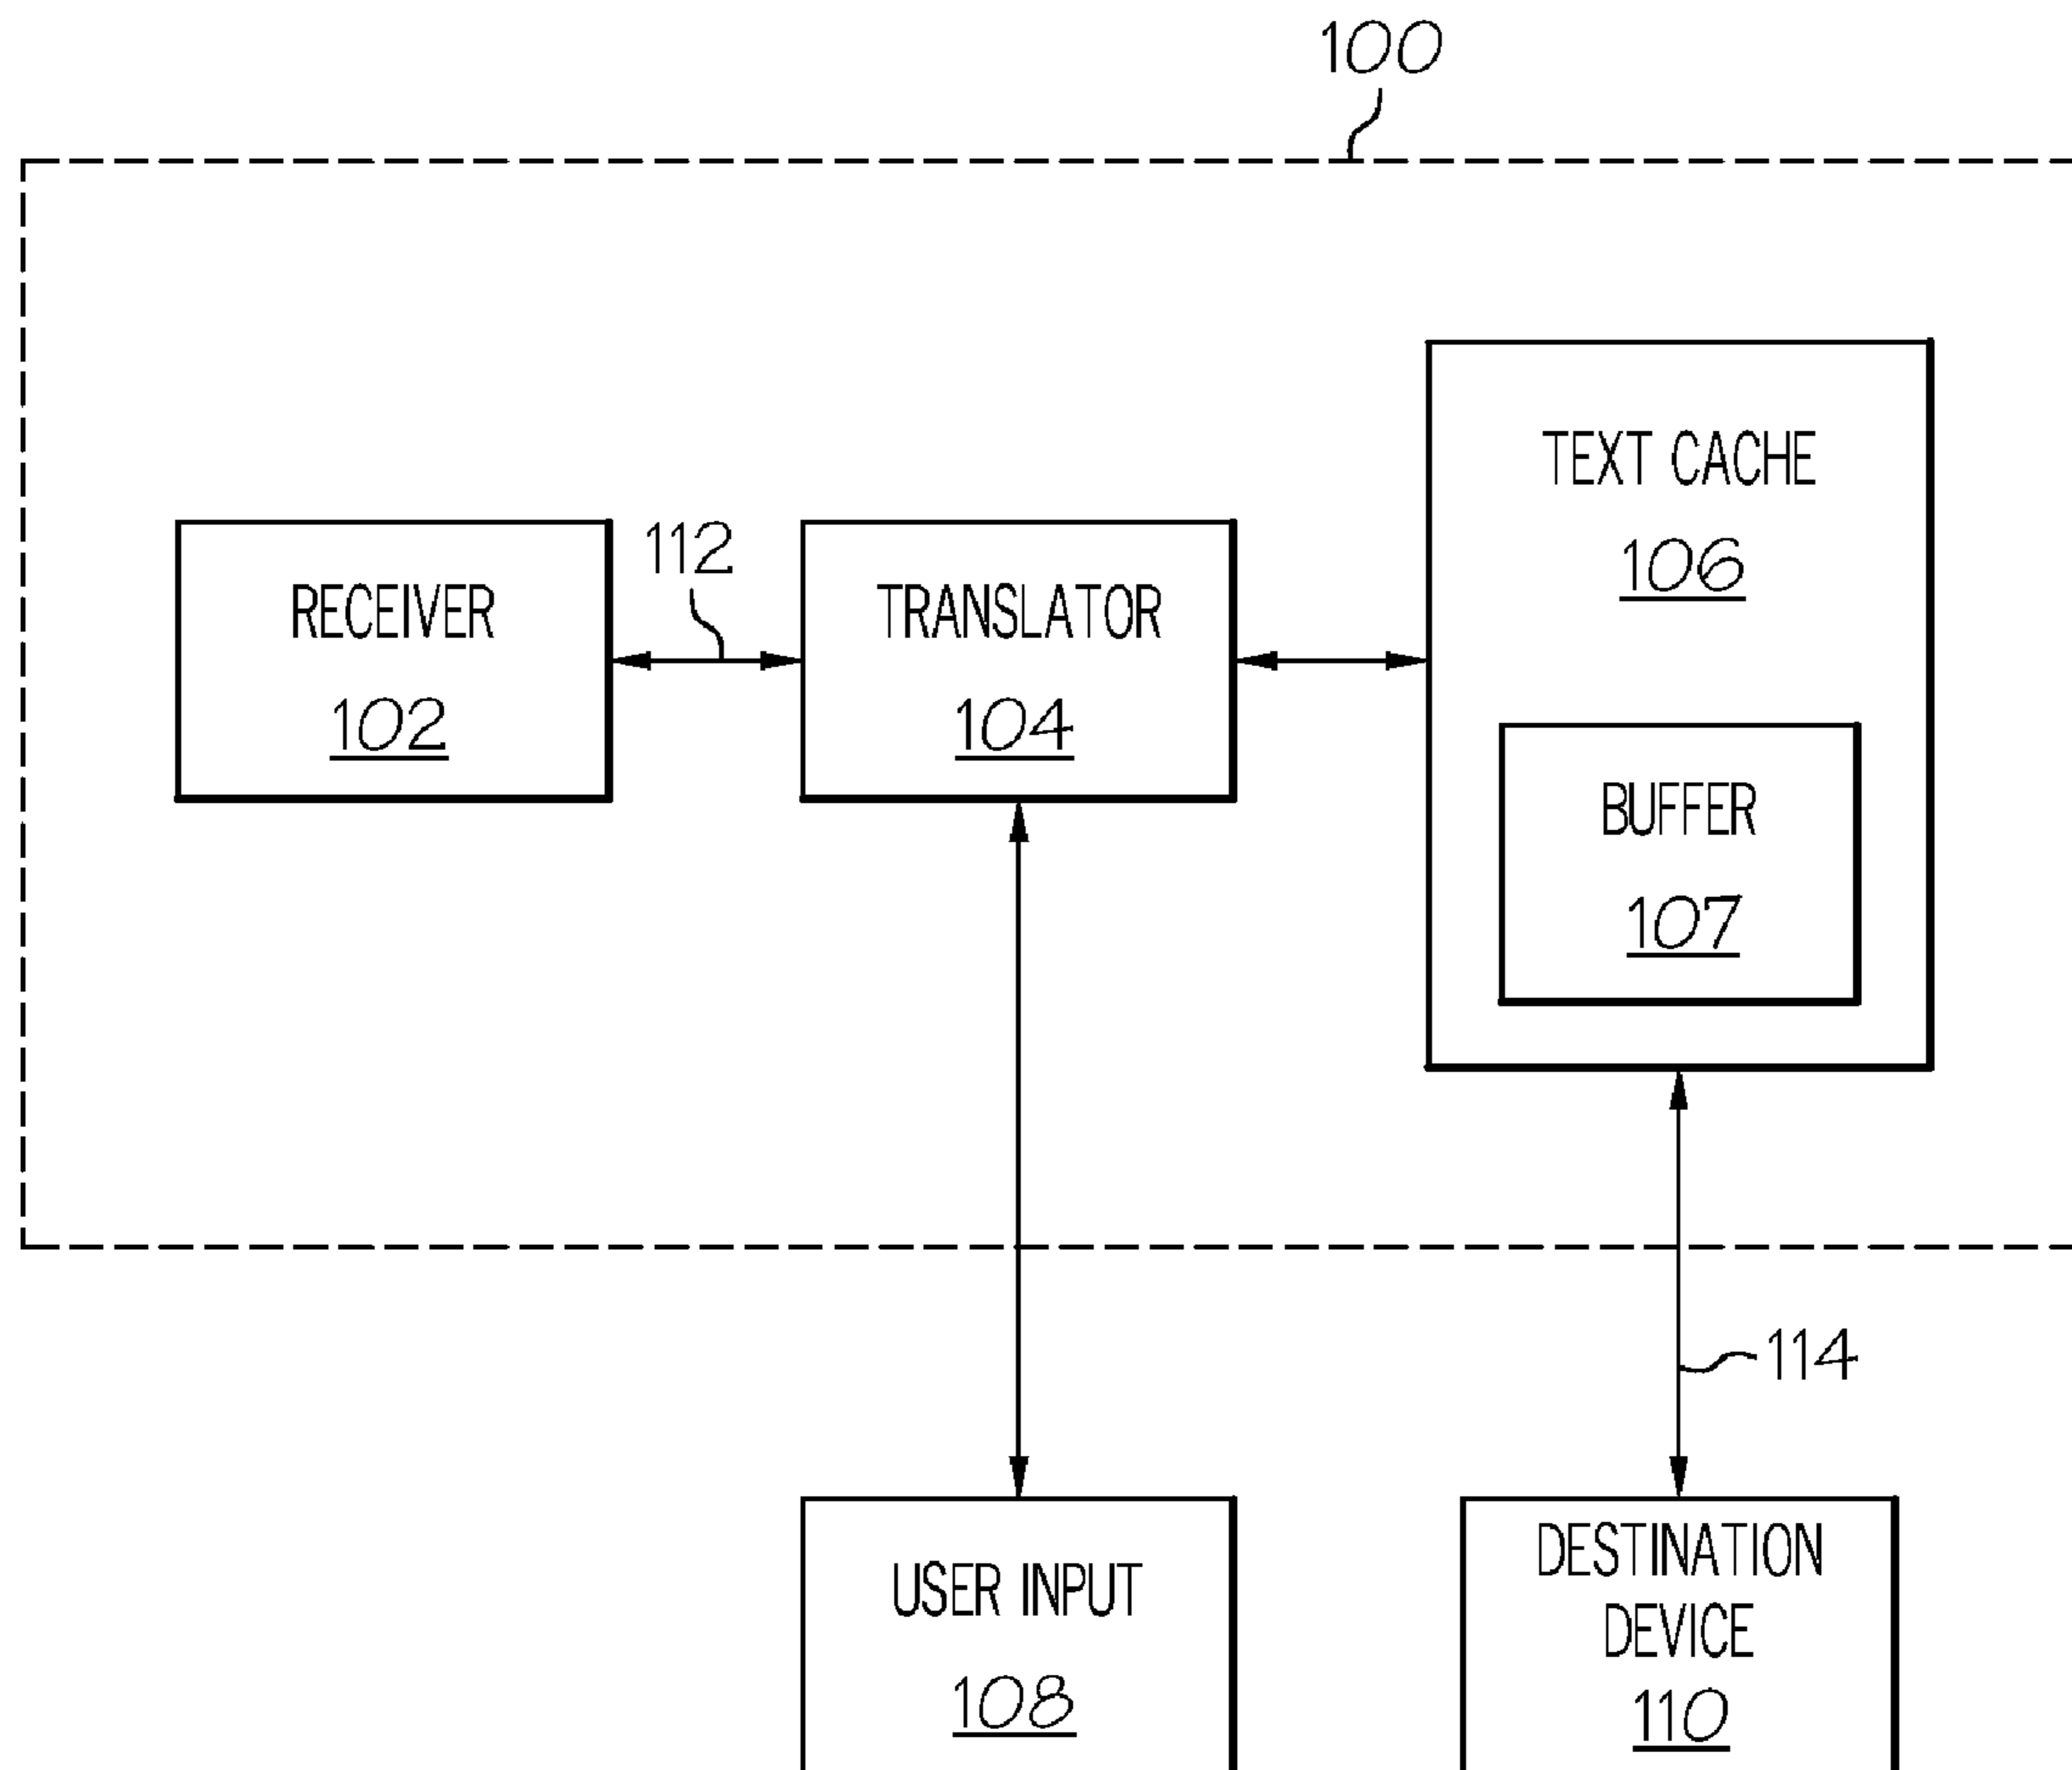 100
TEXT CACHE
106
RECEIVER
102
112
TRANSLATOR
104
BUFFER
107
114
USER INPUT
108
DESTINATION
DEVICE
110